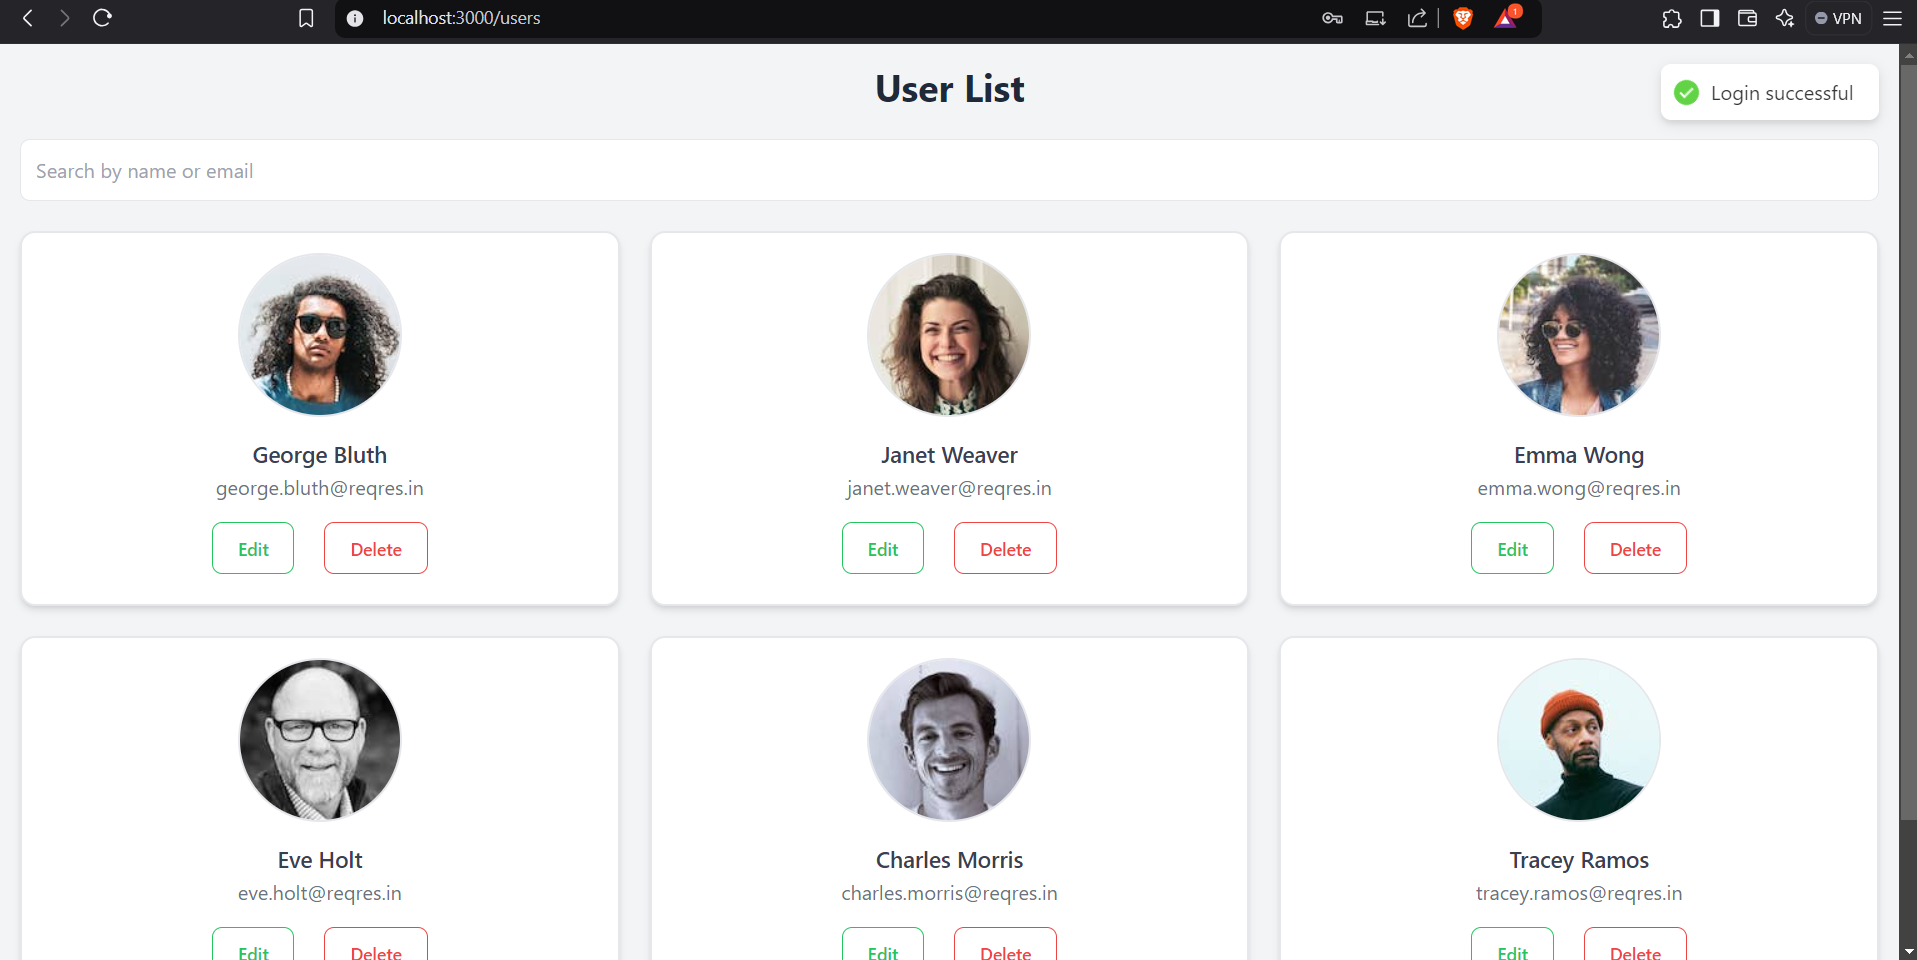 localhost:3000/users
1
VPN
User List
Login successful
Search by name or email
George Bluth
george.bluth@reqres.in
Edit
Delete
Janet Weaver
janet.weaver@reqres.in
Edit
Delete
Emma Wong
emma.wong@reqres.in
Edit
Delete
Eve Holt
eve.holt@reqres.in
Edit
Delete
Charles Morris
charles.morris@reqres.in
Edit
Delete
Tracey Ramos
tracey.ramos@reqres.in
Edit
Delete